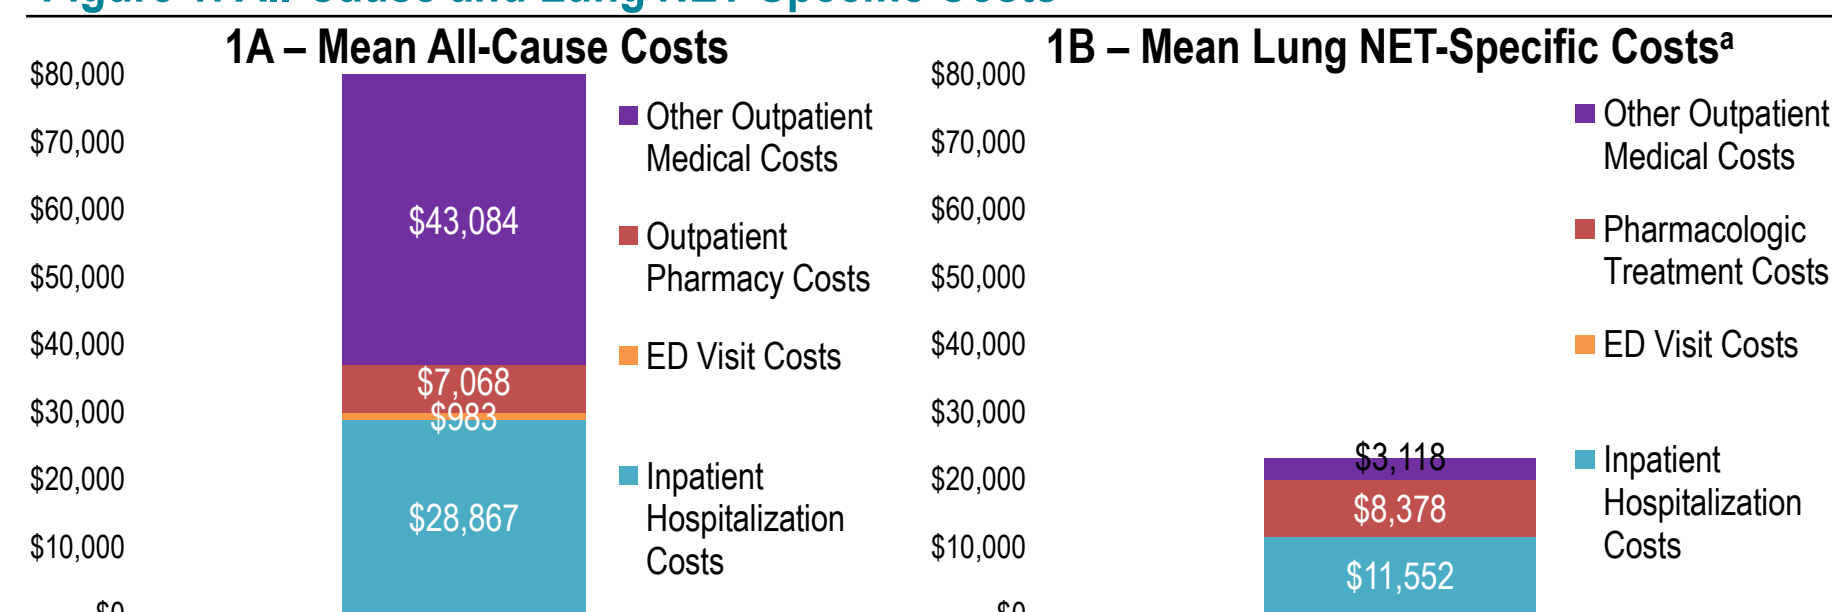 1A – Mean All-Cause Costs
$80,000
$70,000
$60,000
$50,000
$40,000
$30,000
$20,000
$10,000
$0
$43,084
$7,068
$983
$28,867
Other Outpatient
Medical Costs
Outpatient
Pharmacy Costs
ED Visit Costs
Inpatient
Hospitalization
Costs
1B – Mean Lung NET-Specific Costsᵃ
$80,000
$70,000
$60,000
$50,000
$40,000
$30,000
$20,000
$10,000
$0
$3,118
$8,378
$11,552
Other Outpatient
Medical Costs
Pharmacologic
Treatment Costs
ED Visit Costs
Inpatient
Hospitalization
Costs